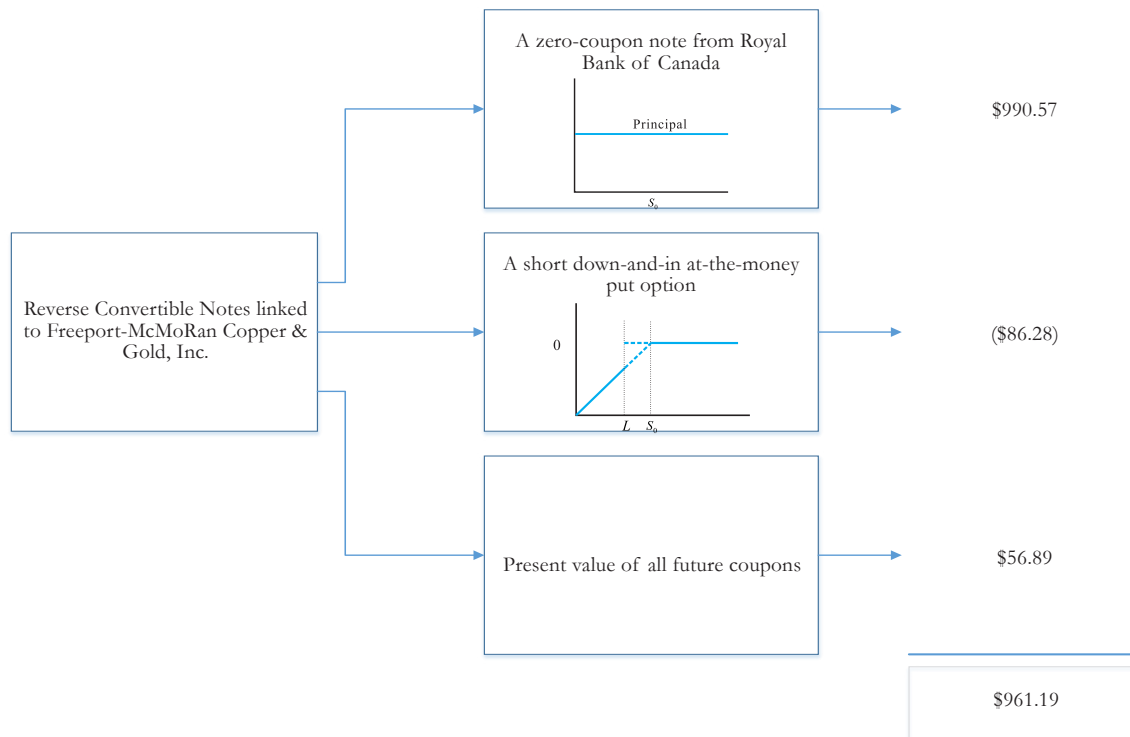 A zero-coupon note from Royal
Bank of Canada
Principal
S₀
$990.57
Reverse Convertible Notes linked
to Freeport-McMoRan Copper &
Gold, Inc.
A short down-and-in at-the-money
put option
0
L S₀
($86.28)
Present value of all future coupons
$56.89
$961.19